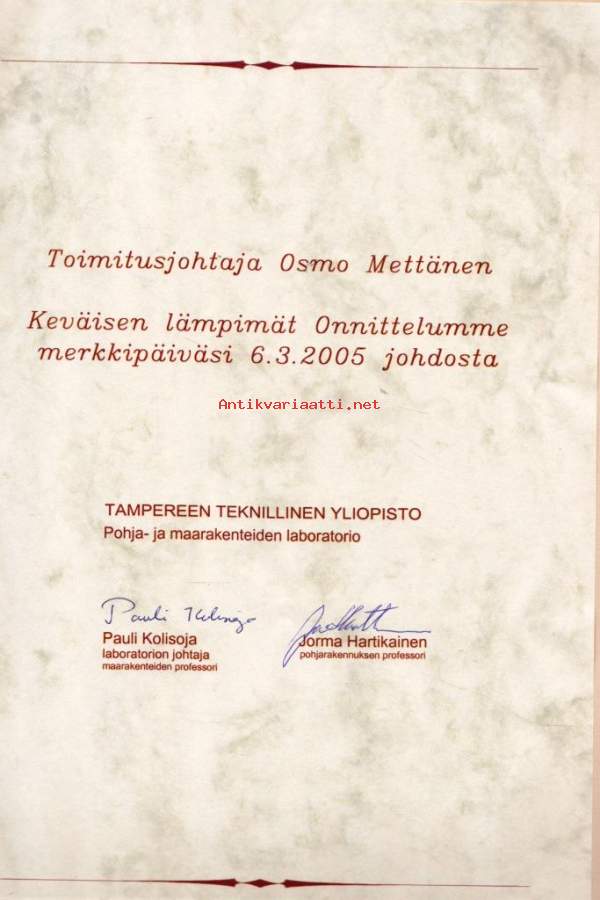 Toimitusjohtaja Osmo Mettänen
Keväisen lämpimät Onnittelumme
merkkipäiväsi 6.3.2005 johdosta
Antikvariaatti.net
TAMPEREEN TEKNILLINEN YLIOPISTO
Pohja- ja maarakenteiden laboratorio
Pauli Kolisoja
Pauli Kolisoja
laboratorion johtaja
maarakenteiden professori
Jorma Hartikainen
pohjarakennuksen professori